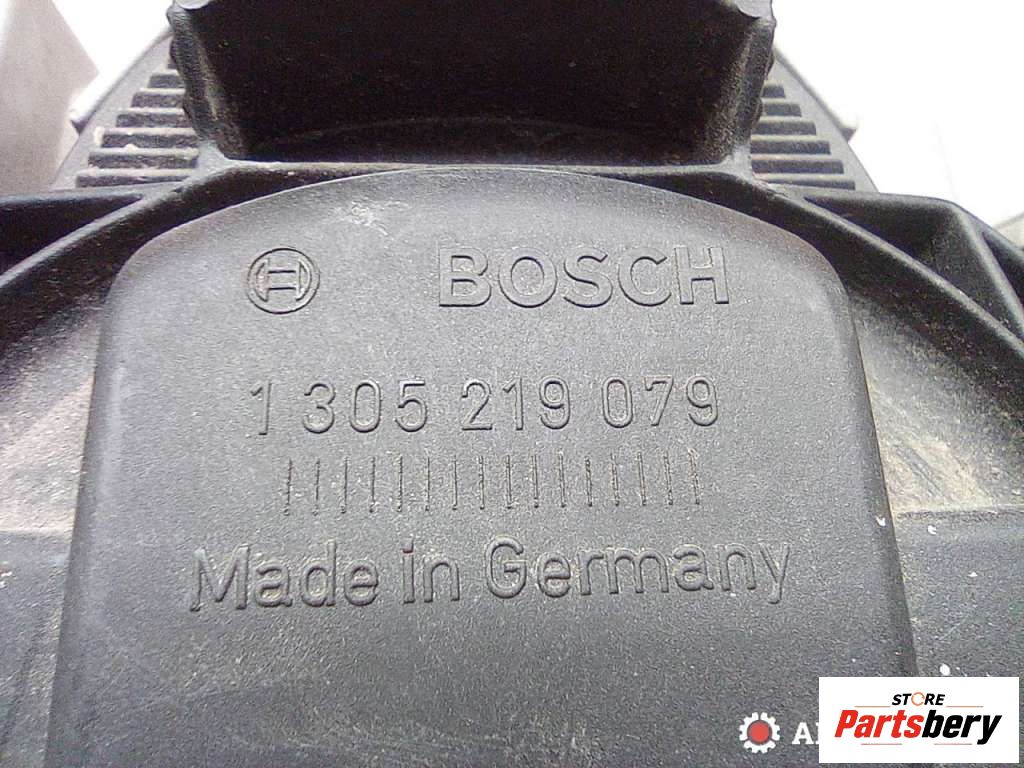 BOSCH
1 305 219 079
Made in Germany
STORE
Partsbery